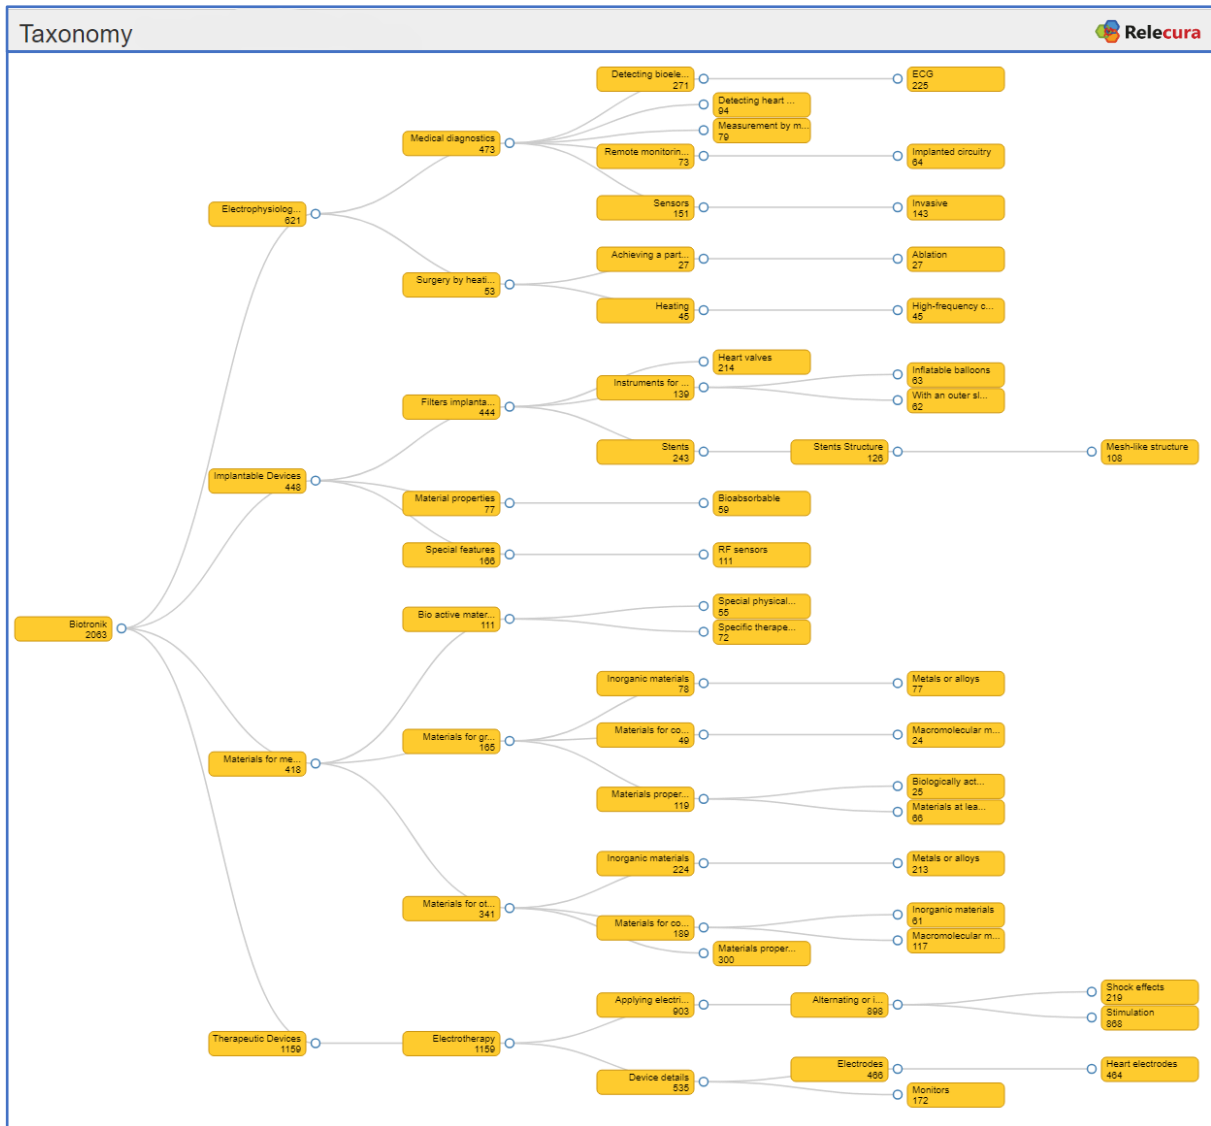 Taxonomy
Relecura
Detecting bioele...
271
ECG
225
Detecting heart ...
94
Measurement by m...
79
Medical diagnostics
473
Remote monitorin...
73
Implanted circuitry
64
Sensors
151
Invasive
143
Electrophysiolog...
621
Achieving a part...
27
Ablation
27
Surgery by heati...
53
Heating
45
High-frequency c...
45
Heart valves
214
Inflatable balloons
63
Instruments for ...
139
With an outer sl...
62
Filters implanta...
444
Stents
243
Stents Structure
126
Mesh-like structure
108
Implantable Devices
448
Material properties
77
Bioabsorbable
59
Special features
166
RF sensors
111
Biotronik
2063
Bio active mater...
111
Special physical...
55
Specific therape...
72
Inorganic materials
78
Metals or alloys
77
Materials for gr...
165
Materials for co...
49
Macromolecular m...
24
Materials for me...
418
Materials proper...
119
Biologically act...
25
Materials at lea...
66
Inorganic materials
224
Metals or alloys
213
Materials for ot...
341
Materials for co...
189
Inorganic materials
61
Macromolecular m...
117
Materials proper...
300
Applying electri...
903
Alternating or i...
898
Shock effects
219
Stimulation
868
Therapeutic Devices
1159
Electrotherapy
1159
Device details
535
Electrodes
466
Heart electrodes
464
Monitors
172